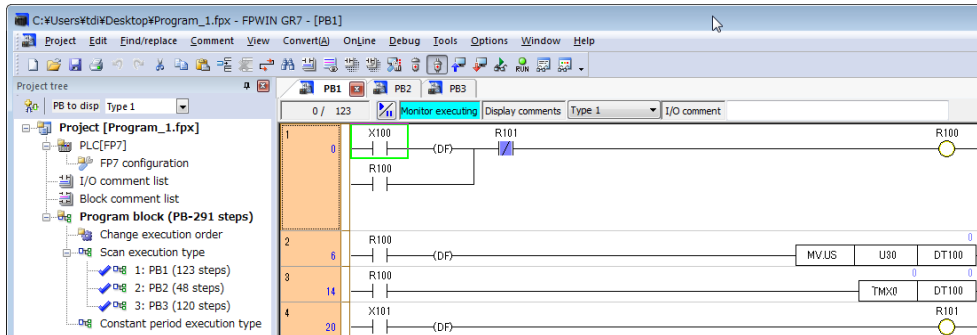 C:¥Users¥tdi¥Desktop¥Program_1.fpx - FPWIN GR7 - [PB1]
Project Edit Find/replace Comment View Convert(A) OnLine Debug Tools Options Window Help
Project tree
PB1 PB2 PB3
PB to disp Type 1
0 / 123 Monitor executing Display comments Type 1 I/O comment
Project [Program_1.fpx]
PLC[FP7]
FP7 configuration
I/O comment list
Block comment list
Program block (PB-291 steps)
Change execution order
Scan execution type
1: PB1 (123 steps)
2: PB2 (48 steps)
3: PB3 (120 steps)
Constant period execution type
1 X100 R101 R100
0 (DF)
R100
2 R100 0
6 (DF) MV.US U30 DT100
3 R100 0 0
14 TMX0 DT100
4 X101 R101
20 (DF)